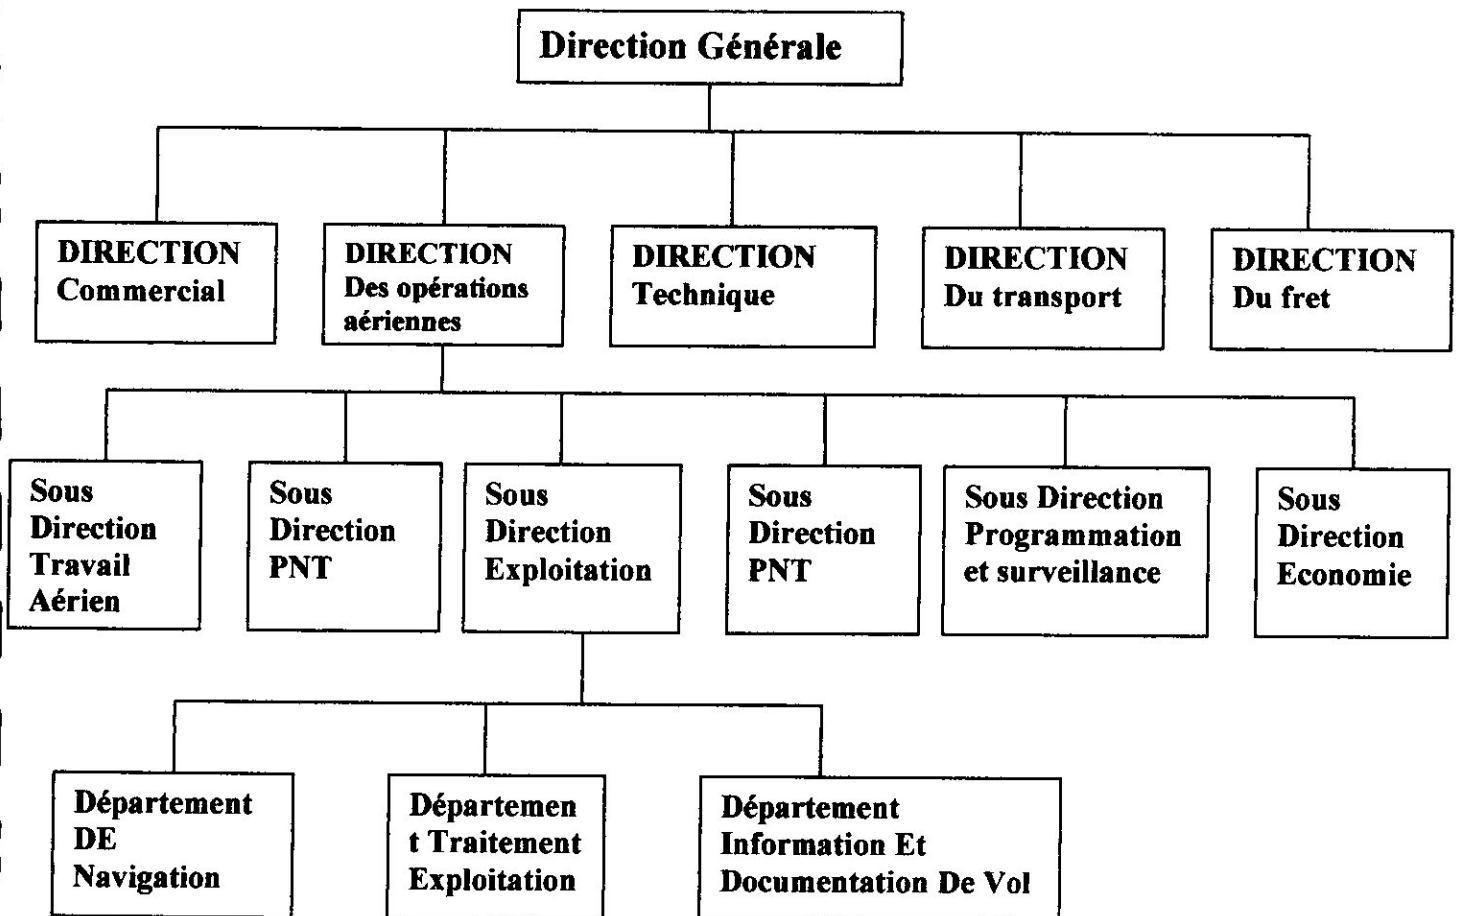 Direction Générale
DIRECTION
Commercial
DIRECTION
Des opérations
aériennes
DIRECTION
Technique
DIRECTION
Du transport
DIRECTION
Du fret
Sous
Direction
Travail
Aérien
Sous
Direction
PNT
Sous
Direction
Exploitation
Sous
Direction
PNT
Sous Direction
Programmation
et surveillance
Sous
Direction
Economie
Département
DE
Navigation
Départemen
t Traitement
Exploitation
Département
Information Et
Documentation De Vol